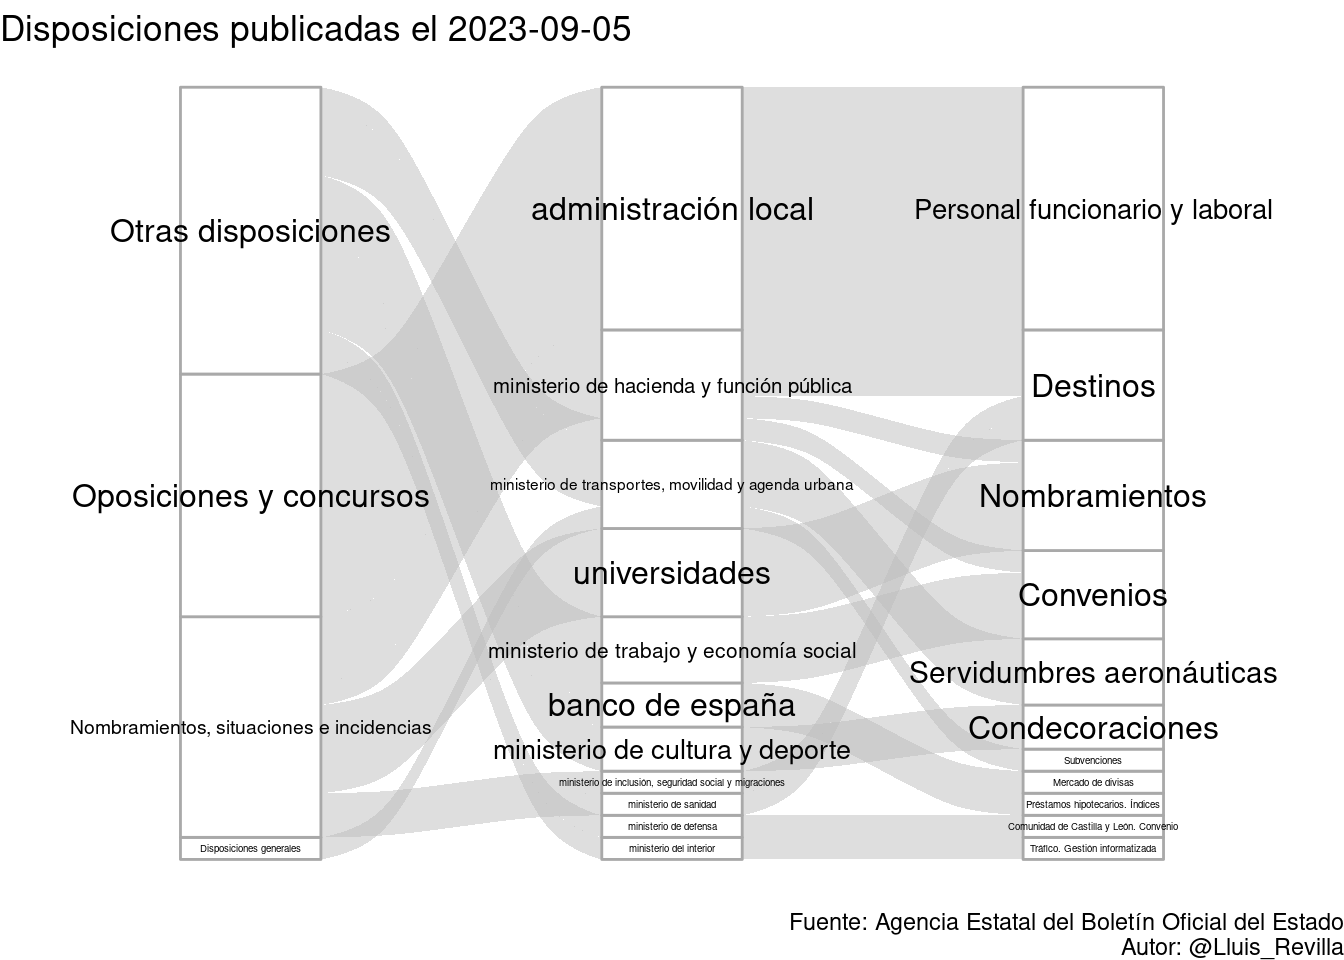 Disposiciones publicadas el 2023-09-05
Otras disposiciones
Oposiciones y concursos
Nombramientos, situaciones e incidencias
Disposiciones generales
administración local
ministerio de hacienda y función pública
ministerio de transportes, movilidad y agenda urbana
universidades
ministerio de trabajo y economía social
banco de españa
ministerio de cultura y deporte
ministerio de inclusión, seguridad social y migraciones
ministerio de sanidad
ministerio de defensa
ministerio del interior
Personal funcionario y laboral
Destinos
Nombramientos
Convenios
Servidumbres aeronáuticas
Condecoraciones
Subvenciones
Mercado de divisas
Préstamos hipotecarios. Índices
Comunidad de Castilla y León. Convenio
Tráfico. Gestión informatizada
Fuente: Agencia Estatal del Boletín Oficial del Estado
Autor: @Lluis_Revilla